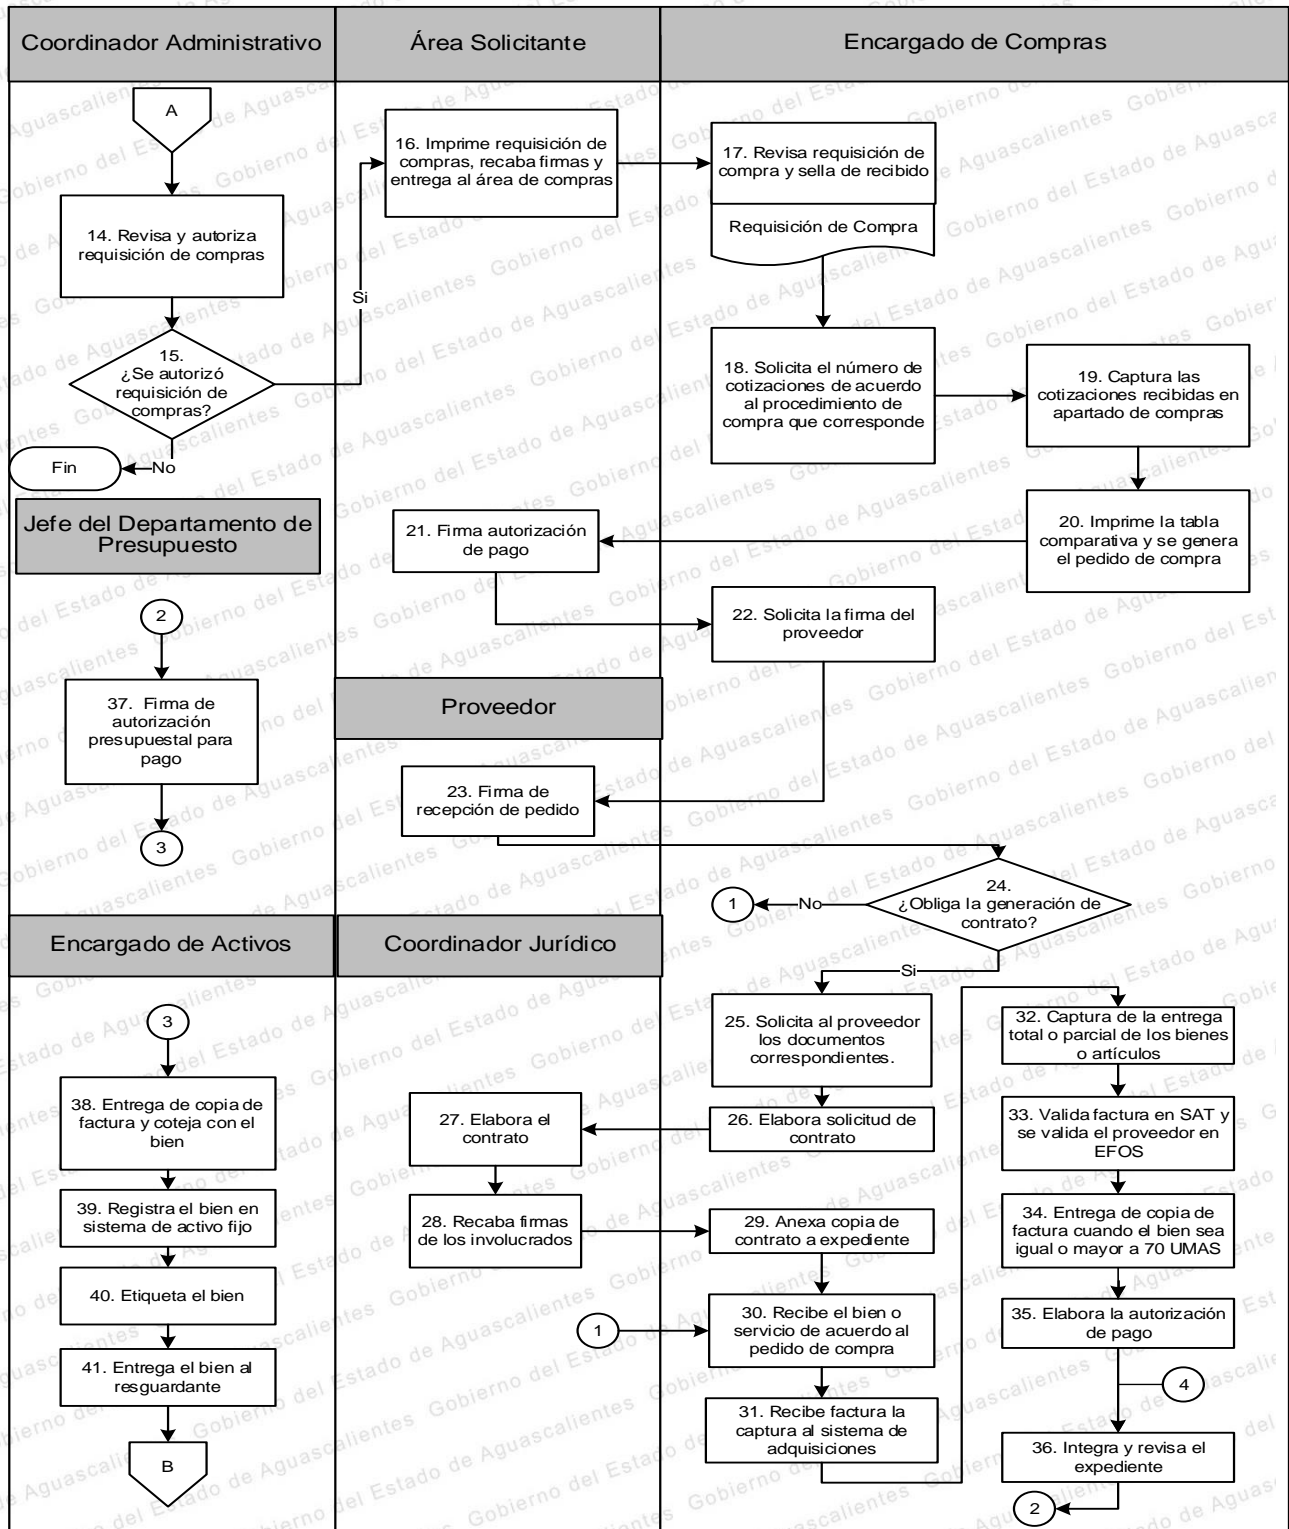 Coordinador Administrativo
Área Solicitante
Encargado de Compras
A
14. Revisa y autoriza
requisición de compras
15.
¿Se autorizó
requisición de
compras?
Si
No
Fin
16. Imprime requisición de
compras, recaba firmas y
entrega al área de compras
17. Revisa requisición de
compra y sella de recibido
Requisición de Compra
18. Solicita el número de
cotizaciones de acuerdo
al procedimiento de
compra que corresponde
19. Captura las
cotizaciones recibidas en
apartado de compras
20. Imprime la tabla
comparativa y se genera
el pedido de compra
21. Firma autorización
de pago
22. Solicita la firma del
proveedor
Jefe del Departamento de
Presupuesto
2
37. Firma de
autorización
presupuestal para
pago
3
Proveedor
23. Firma de
recepción de pedido
24.
¿Obliga la generación de
contrato?
No
1
Si
Encargado de Activos
Coordinador Jurídico
25. Solicita al proveedor
los documentos
correspondientes.
26. Elabora solicitud de
contrato
27. Elabora el
contrato
28. Recaba firmas
de los involucrados
29. Anexa copia de
contrato a expediente
1
30. Recibe el bien o
servicio de acuerdo al
pedido de compra
31. Recibe factura la
captura al sistema de
adquisiciones
32. Captura de la entrega
total o parcial de los bienes
o artículos
33. Valida factura en SAT y
se valida el proveedor en
EFOS
34. Entrega de copia de
factura cuando el bien sea
igual o mayor a 70 UMAS
35. Elabora la autorización
de pago
4
36. Integra y revisa el
expediente
2
3
38. Entrega de copia de
factura y coteja con el
bien
39. Registra el bien en
sistema de activo fijo
40. Etiqueta el bien
41. Entrega el bien al
resguardante
B
Gobierno del Estado de Aguascalientes